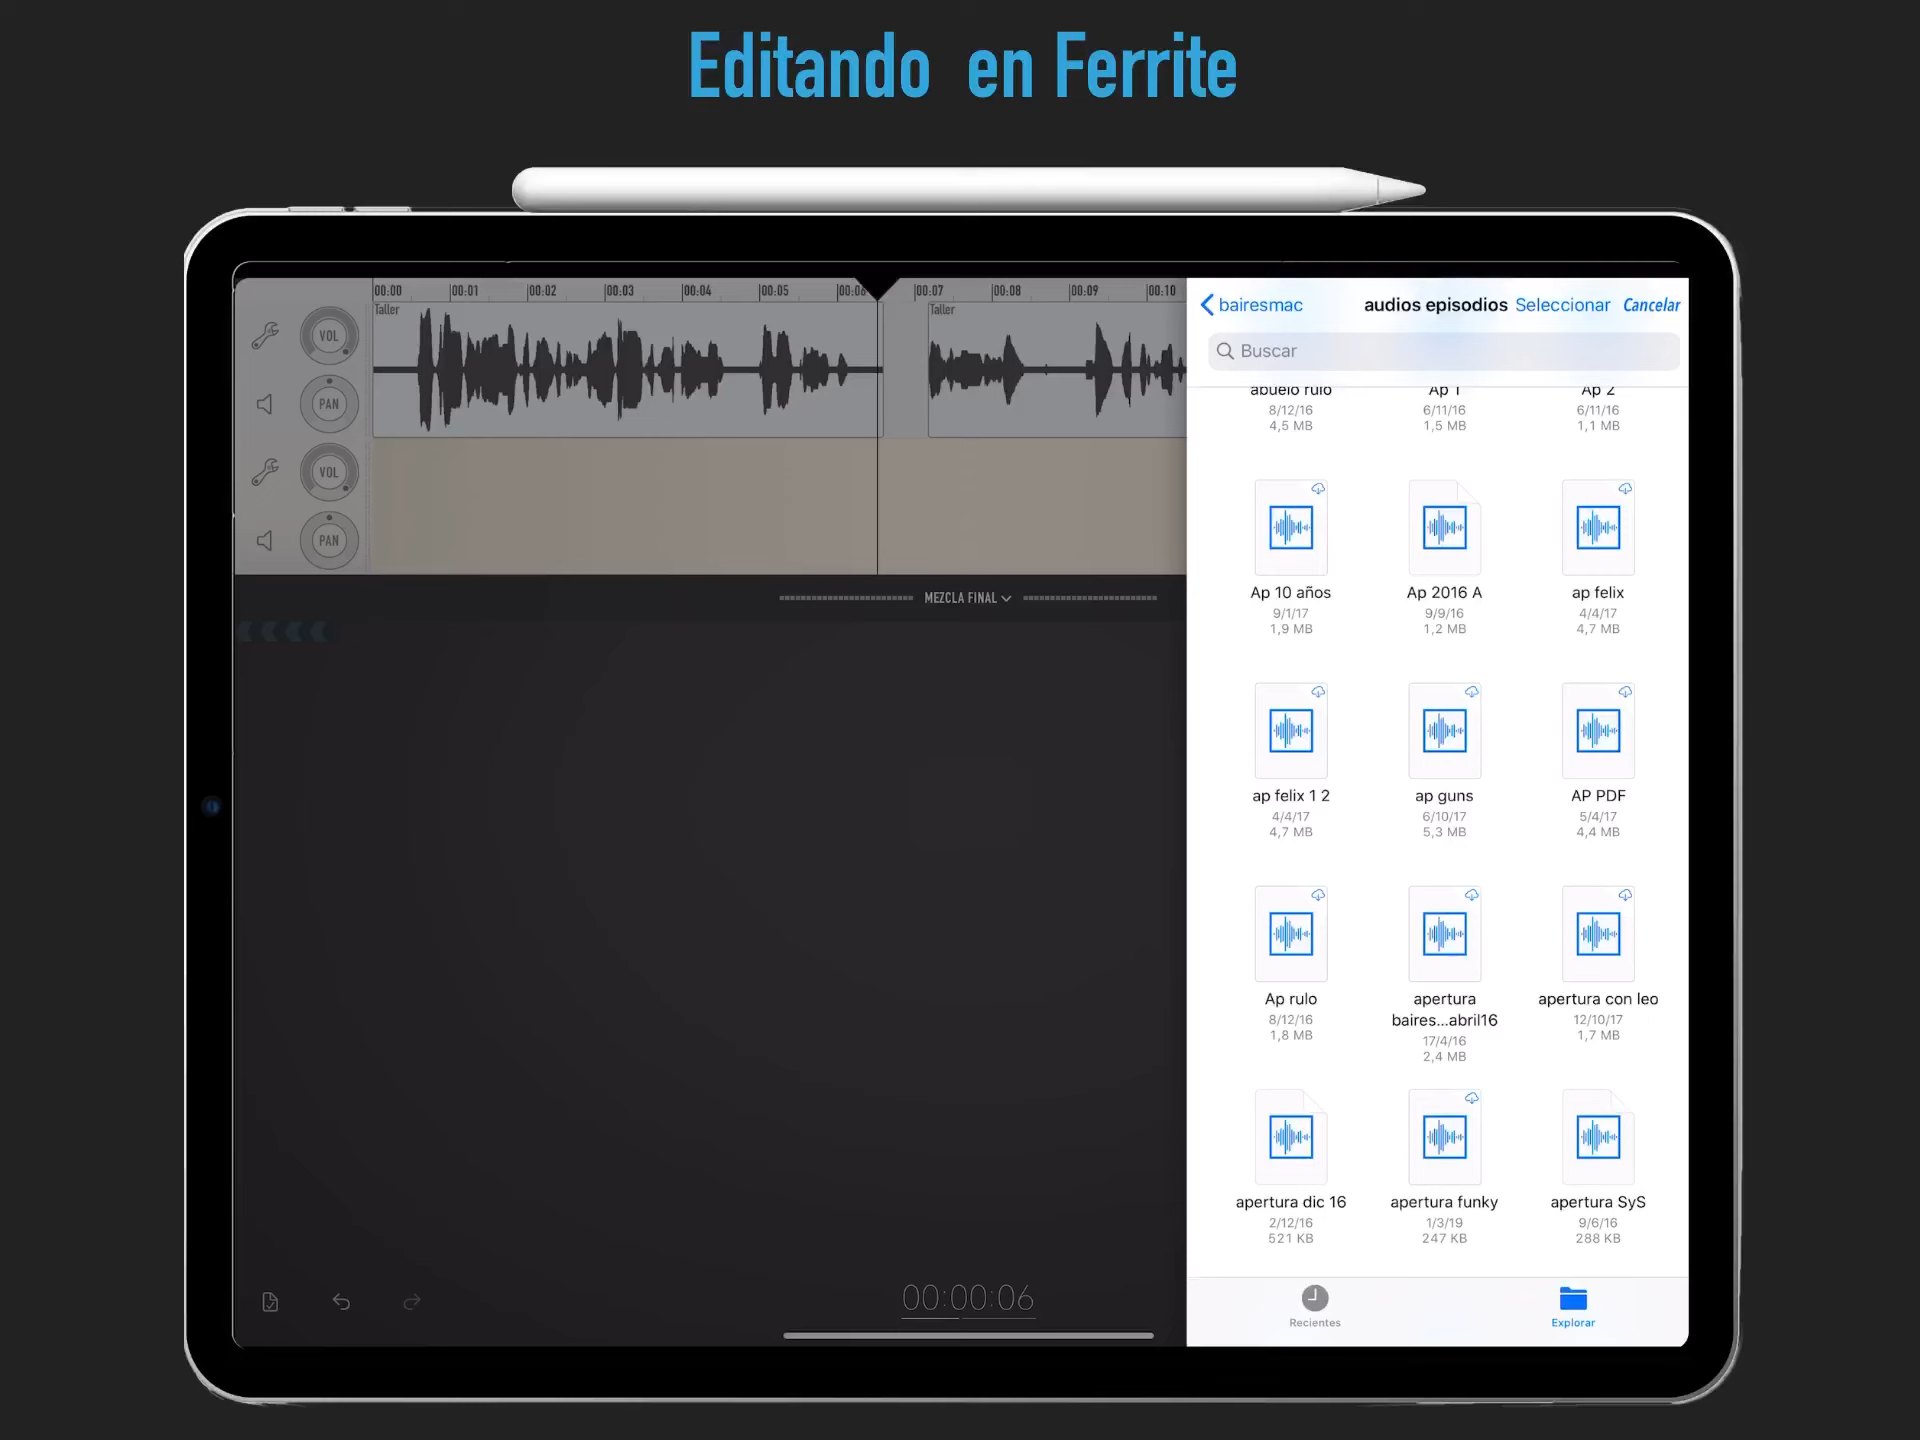 Editando en Ferrite
00:00 00:01 00:02 00:03 00:04 00:05 00:06 00:07 00:08 00:09 00:10
Taller Taller
VOL
PAN
VOL
PAN
MEZCLA FINAL
00:00:06
bairesmac audios episodios Seleccionar Cancelar
Buscar
abuelo rulo Ap 1 Ap 2
8/12/16 6/11/16 6/11/16
4,5 MB 1,5 MB 1,1 MB
Ap 10 años Ap 2016 A ap felix
9/1/17 9/9/16 4/4/17
1,9 MB 1,2 MB 4,7 MB
ap felix 1 2 ap guns AP PDF
4/4/17 6/10/17 5/4/17
4,7 MB 5,3 MB 4,4 MB
Ap rulo
8/12/16
1,8 MB
apertura
baires...abril16
17/4/16
2,4 MB
apertura con leo
12/10/17
1,7 MB
apertura dic 16 apertura funky apertura SyS
2/12/16 1/3/19 9/6/16
521 KB 247 KB 288 KB
Recientes Explorar